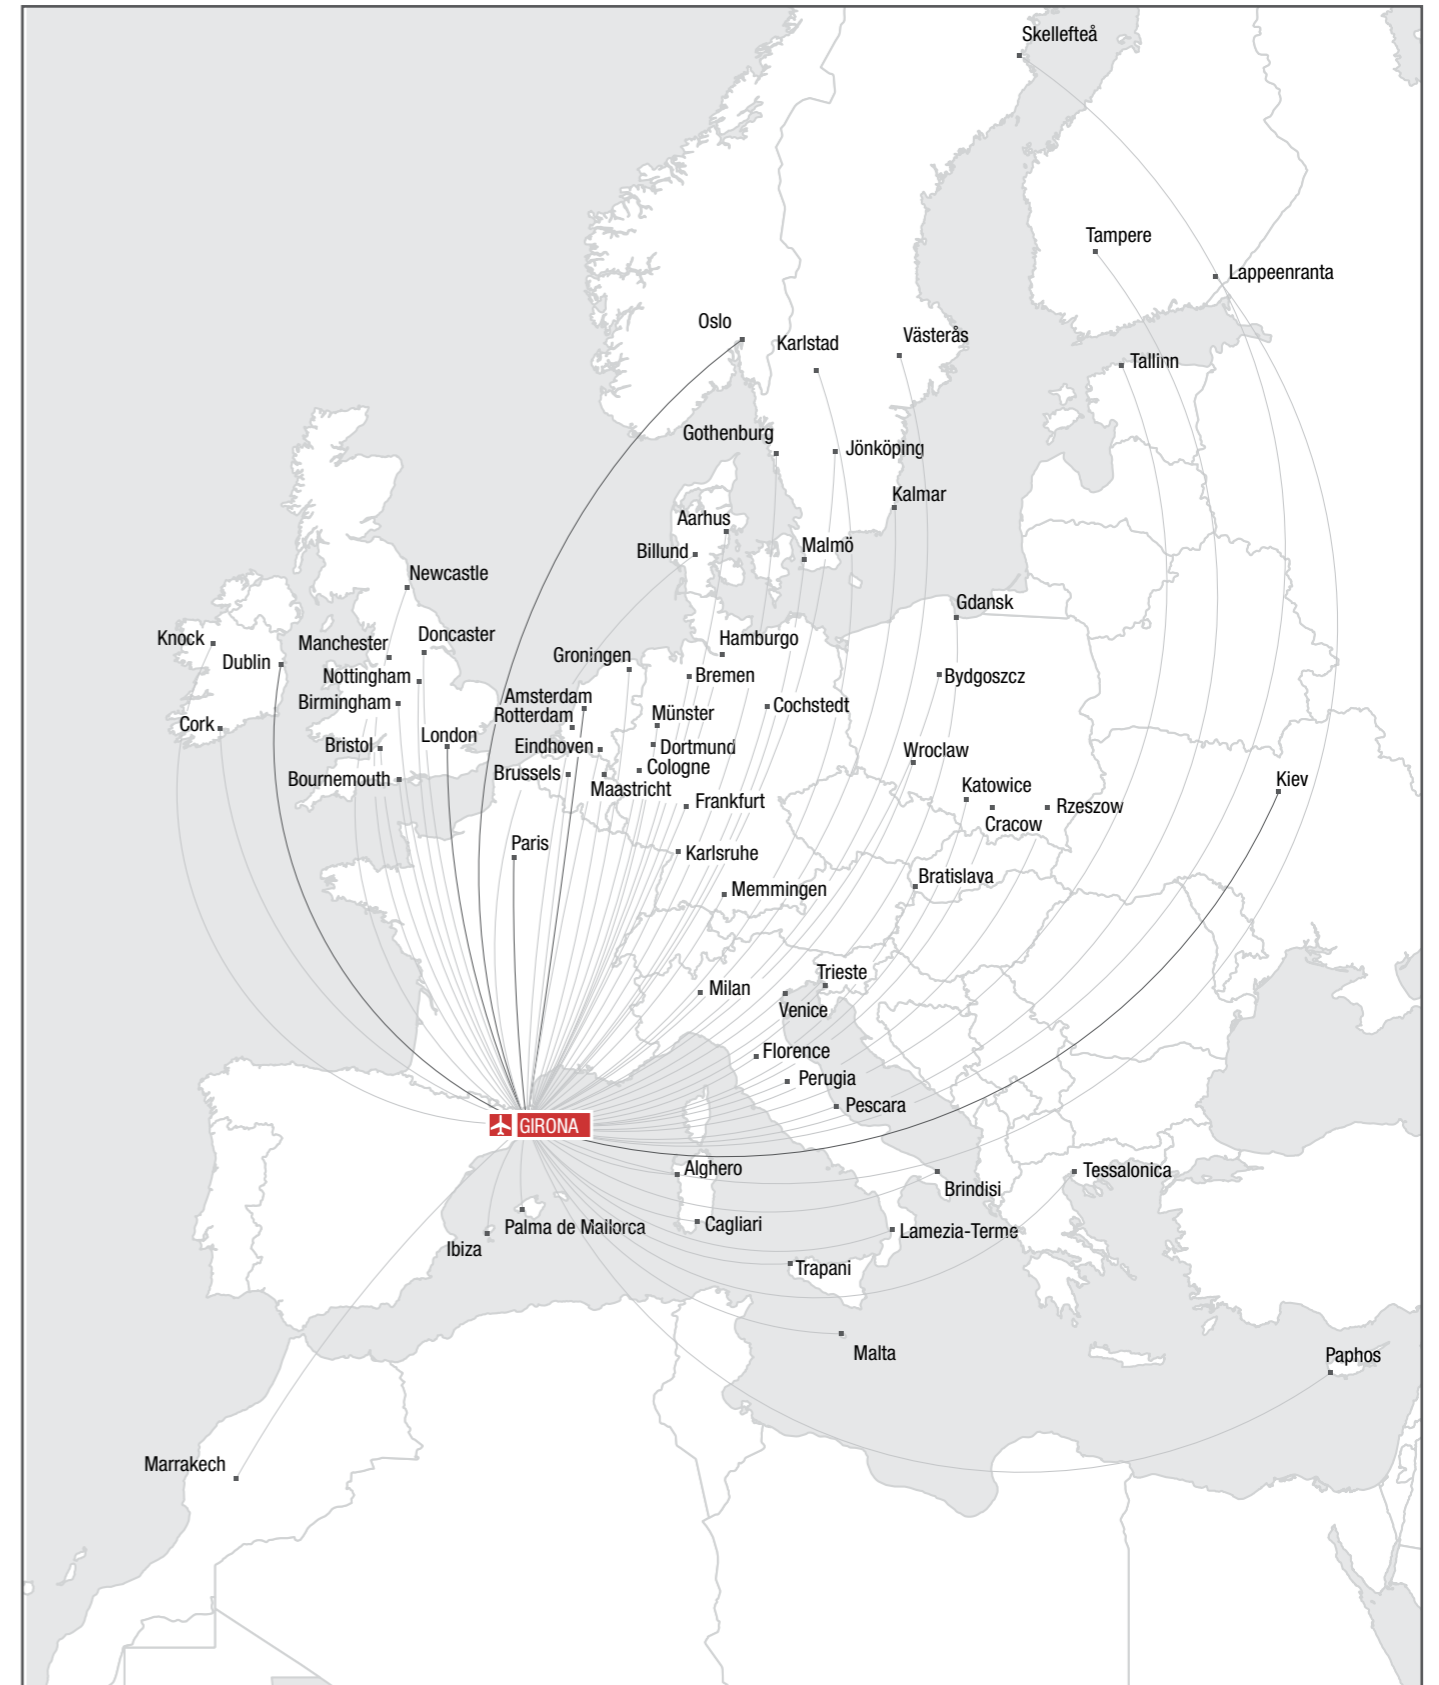 Skellefteå
Tampere
Lappeenranta
Oslo
Karlstad
Västerås
Tallinn
Gothenburg
Jönköping
Kalmar
Aarhus
Billund
Malmö
Newcastle
Gdansk
Knock
Manchester
Doncaster
Hamburgo
Dublin
Groningen
Nottingham
Bremen
Bydgoszcz
Birmingham
Amsterdam
Rotterdam
Münster
Cochstedt
Cork
London
Bristol
Eindhoven
Dortmund
Wroclaw
Bournemouth
Brussels
Cologne
Maastricht
Katowice
Kiev
Frankfurt
Rzeszow
Cracow
Paris
Karlsruhe
Memmingen
Bratislava
Trieste
Milan
Venice
Florence
Perugia
Pescara
GIRONA
Alghero
Tessalonica
Brindisi
Palma de Mallorca
Cagliari
Lamezia-Terme
Ibiza
Trapani
Malta
Paphos
Marrakech